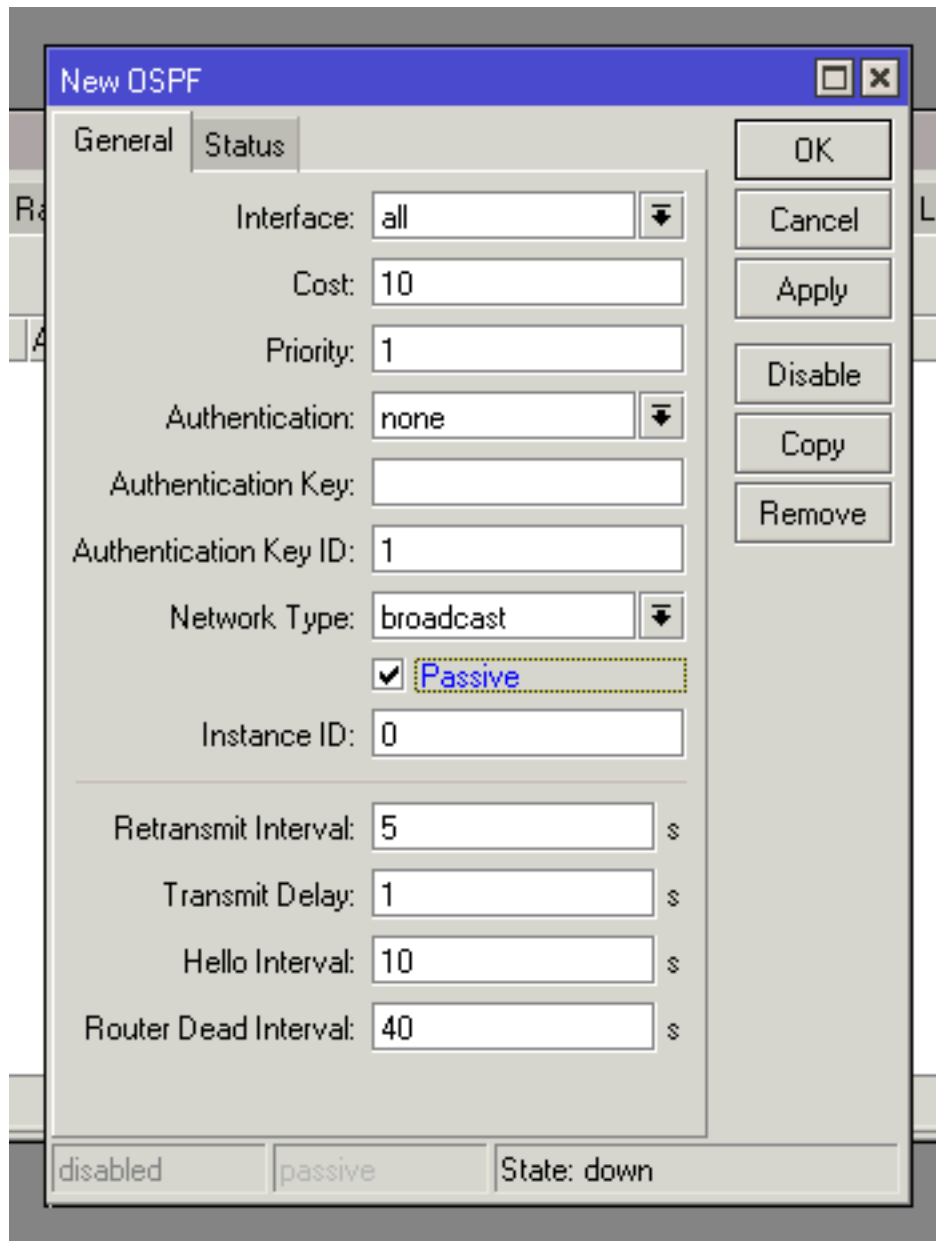 New OSPF
General Status
OK
Cancel
Apply
Disable
Copy
Remove
Interface: all
Cost: 10
Priority: 1
Authentication: none
Authentication Key:
Authentication Key ID: 1
Network Type: broadcast
Passive
Instance ID: 0
Retransmit Interval: 5 s
Transmit Delay: 1 s
Hello Interval: 10 s
Router Dead Interval: 40 s
disabled passive State: down